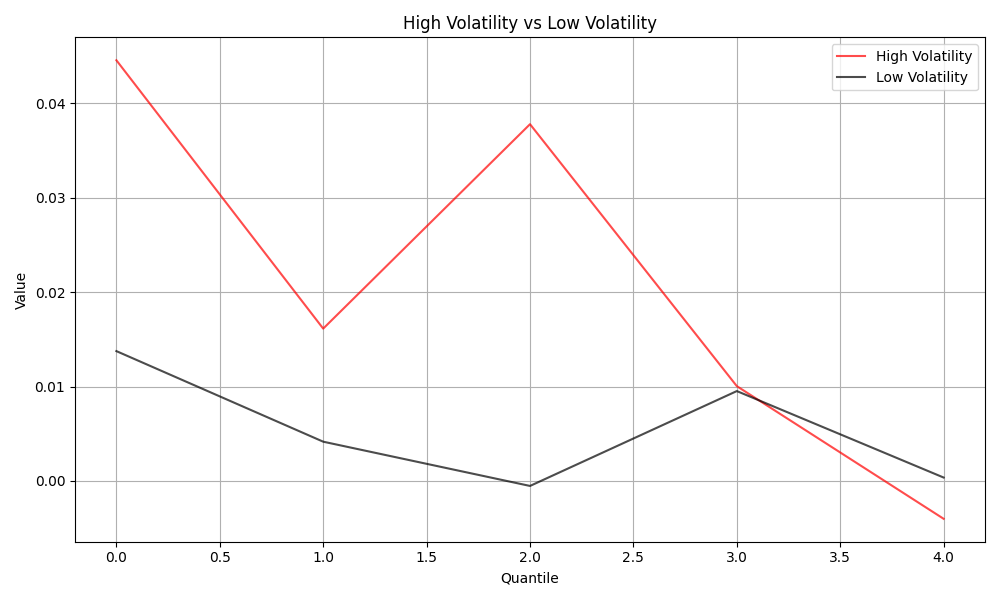 High Volatility vs Low Volatility
High Volatility
Low Volatility
Value
0.04
0.03
0.02
0.01
0.00
0.0 0.5 1.0 1.5 2.0 2.5 3.0 3.5 4.0
Quantile